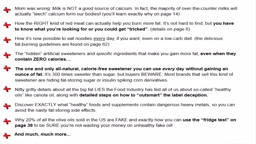 Mom was wrong: Milk is NOT a good source of calcium. In fact, the majority of over-the-counter milks will
actually "leech" calcium form our bodies! (you'll learn exactly why on page 14)
How the RIGHT kind of red meat can actually help you burn more fat. It's not hard to find, but you have
to know what you're looking for or you could get "tricked". (details on page 6)
How it's now possible to eat noodles every day, if you want, even on a low-carb diet. (the delicious
fat-burning guidelines are found on page 62)
The "hidden" artificial sweeteners and specific ingredients that make you gain more fat, even when they
contain ZERO calories...
The one and only all-natural, calorie-free sweetener you can use every day without gaining an
ounce of fat. It's 300 times sweeter than sugar, but buyers BEWARE: Most brands that sell this kind of
sweetener are hiding fat-storing sugar or insulin spiking corn derivatives
Nitty gritty details about all the big fat LIES the Food Industry has fed all of us about so-called "healthy
oils" like canola oil, along with detailed steps on how to "outsmart" the label deception.
Discover EXACTLY what "healthy" foods and supplements contain dangerous heavy metals, so you can
avoid the nasty fat storing side effects
Why 20% of all the olive oils sold in the US are FAKE and exactly how you can use the "fridge test" on
page 39 to be SURE you're not wasting your money on unhealthy fake oil!
And much, much more...